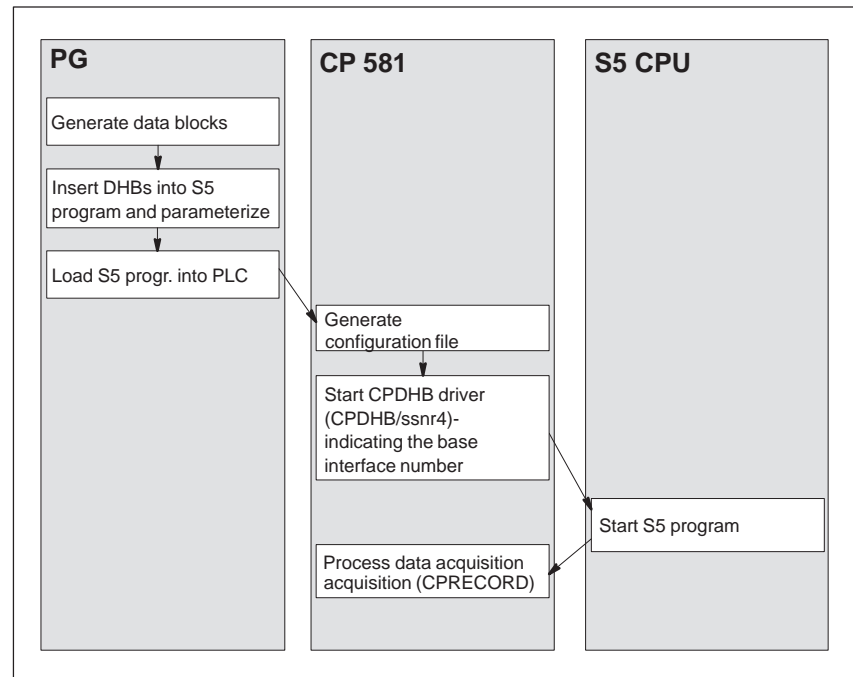 PG
Generate data blocks
Insert DHBs into S5
program and parameterize
Load S5 progr. into PLC
CP 581
Generate
configuration file
Start CPDHB driver
(CPDHB/ssnr4)-
indicating the base
interface number
Process data acquisition
acquisition (CPRECORD)
S5 CPU
Start S5 program